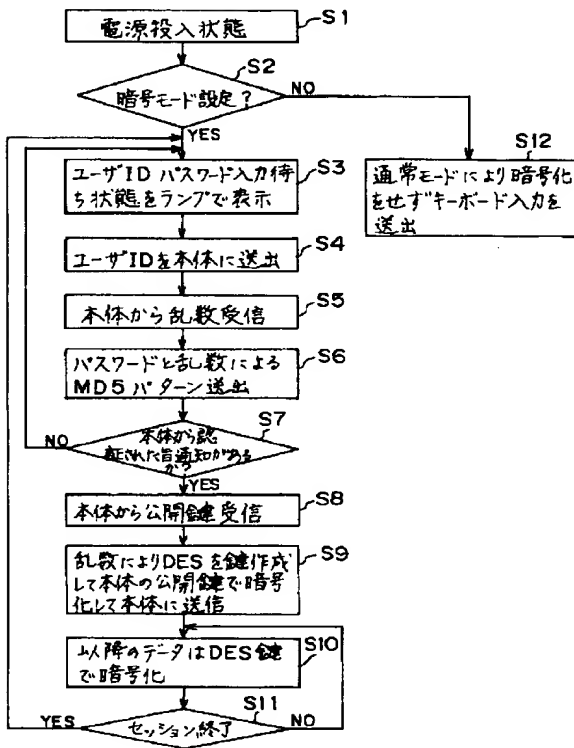 電源投入状態
S1
暗号モード設定?
S2
NO
YES
S12
通常モードにより暗号化
をせずキーボード入力を
送出
ユーザID パスワード入力待
ち状態をランプで表示
S3
ユーザIDを本体に送出
S4
本体から乱数受信
S5
パスワードと乱数による
MD5パターン送出
S6
本体から認
証された旨通知がある
か?
S7
NO
YES
本体から公開鍵受信
S8
乱数によりDESを鍵作成
して本体の公開鍵で暗号
化して本体に送信
S9
以降のデータはDES鍵
で暗号化
S10
セッション終了
S11
YES
NO